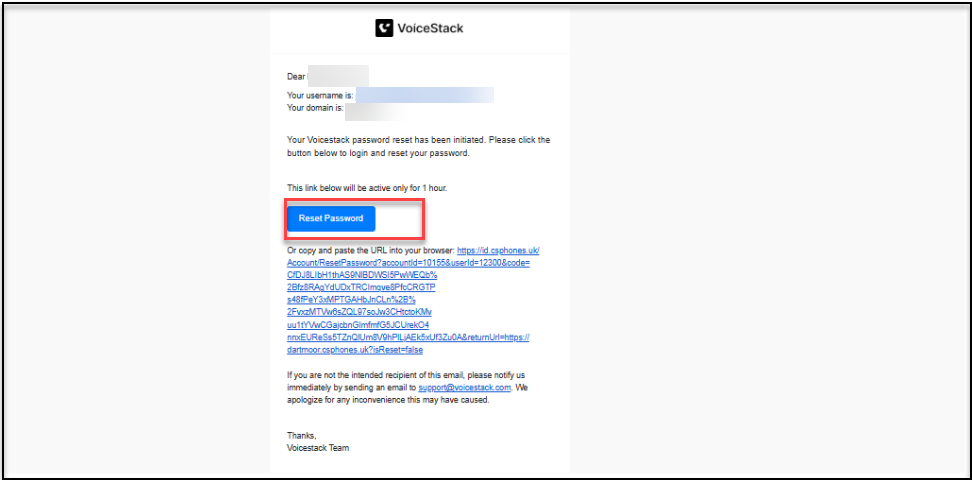 VoiceStack
Dear
Your username is:
Your domain is:
Your Voicestack password reset has been initiated. Please click the
button below to login and reset your password.
This link below will be active only for 1 hour.
Reset Password
Or copy and paste the URL into your browser: https://id.csphones.uk/
Account/ResetPassword?accountId=10155&userId=12300&code=
CfDJ8LIbH1thAS9NlBDWSI5PwWEQb%
2Bfz8RAgYdUDxTRCImqve8PfcCRGTP
s48fPeY3xMPTGAHbJnCLn%2B%
2FvxzMTVw6sZQL97soJw3CHtctoKMv
uu1tYVwCGajcbnGlmfmfG5JCUrekO4
nnxEUReSs5TZnQlUm8V9hPlLjAEk5xUf3Zu0A&returnUrl=https://
dartmoor.csphones.uk?isReset=false
If you are not the intended recipient of this email, please notify us
immediately by sending an email to support@voicestack.com. We
apologize for any inconvenience this may have caused.
Thanks,
Voicestack Team